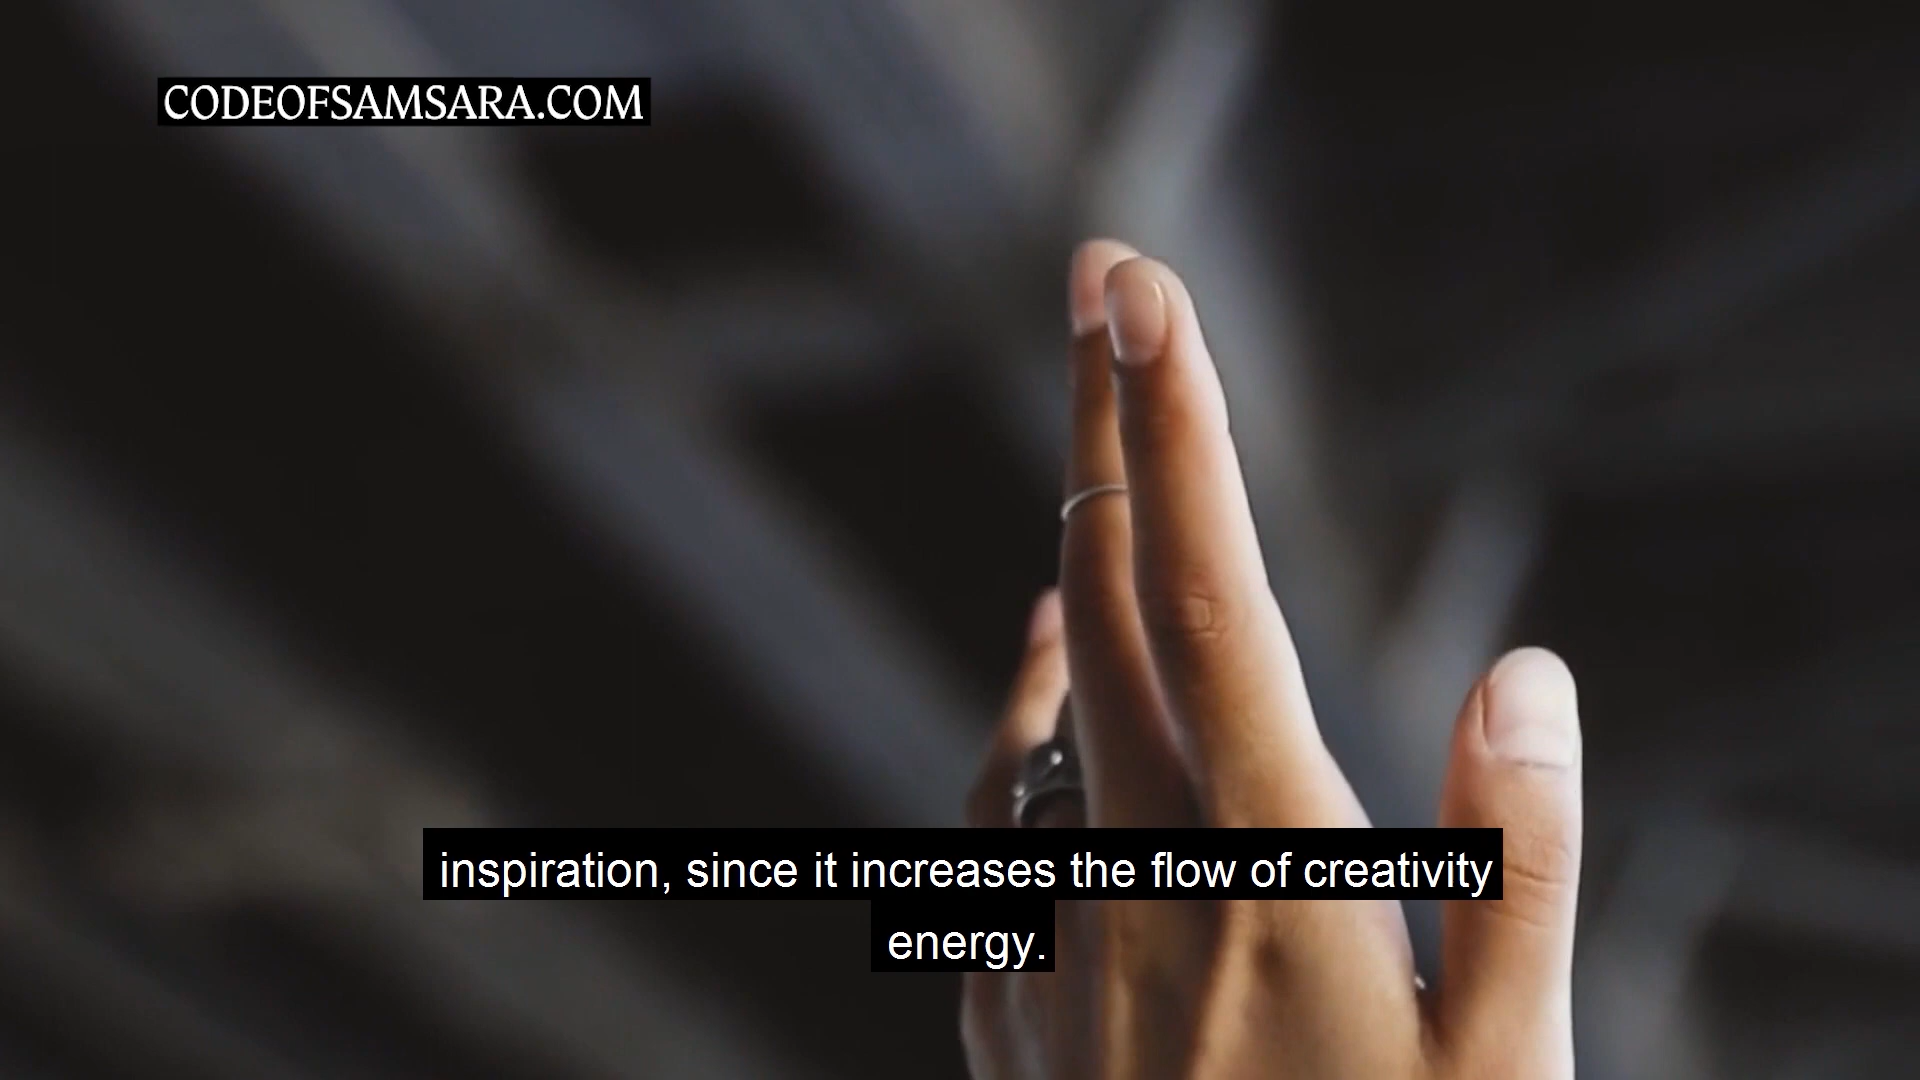 CODEOFSAMSARA.COM
inspiration, since it increases the flow of creativity
energy.